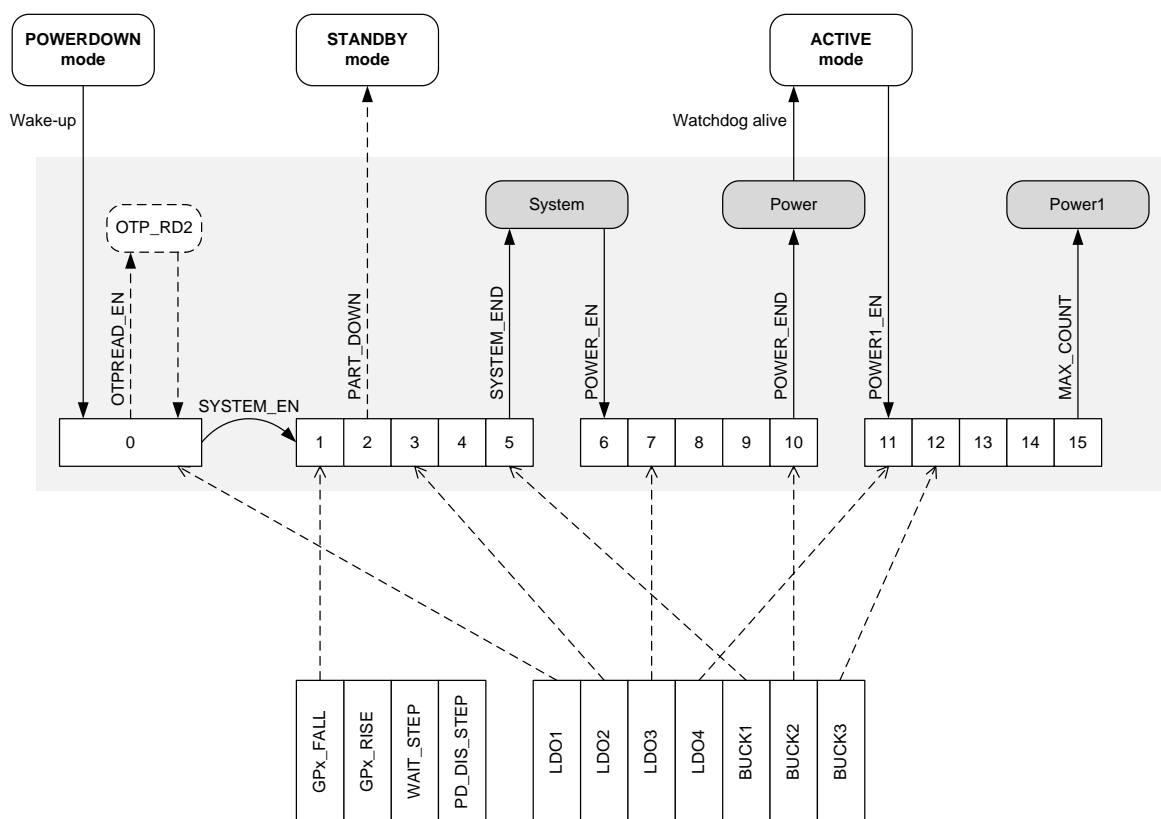 POWERDOWN
mode
STANDBY
mode
ACTIVE
mode
Wake-up
Watchdog alive
OTP_RD2
System
Power
Power1
OTPREAD_EN
PART_DOWN
SYSTEM_END
POWER_EN
POWER_END
POWER1_EN
MAX_COUNT
SYSTEM_EN
0
1
2
3
4
5
6
7
8
9
10
11
12
13
14
15
GPx_FALL
GPx_RISE
WAIT_STEP
PD_DIS_STEP
LDO1
LDO2
LDO3
LDO4
BUCK1
BUCK2
BUCK3